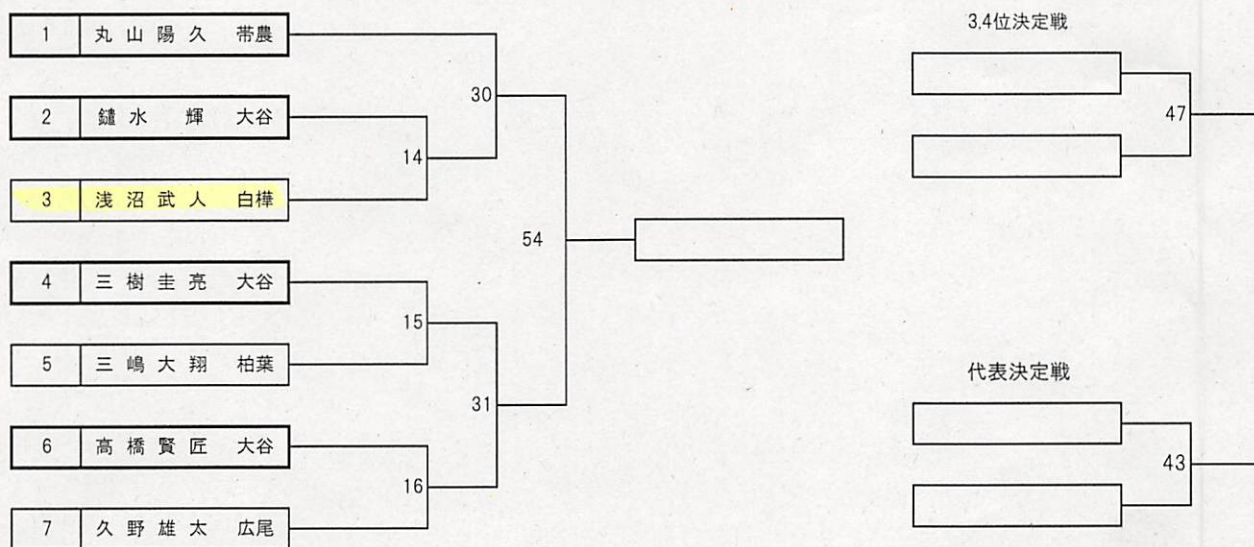 1 丸山陽久 帯農
2 鑓水 輝 大谷
3 浅沼武人 白樺
4 三樹圭亮 大谷
5 三嶋大翔 柏葉
6 高橋賢匠 大谷
7 久野雄太 広尾
30
14
54
15
31
16
3,4位決定戦
47
代表決定戦
43